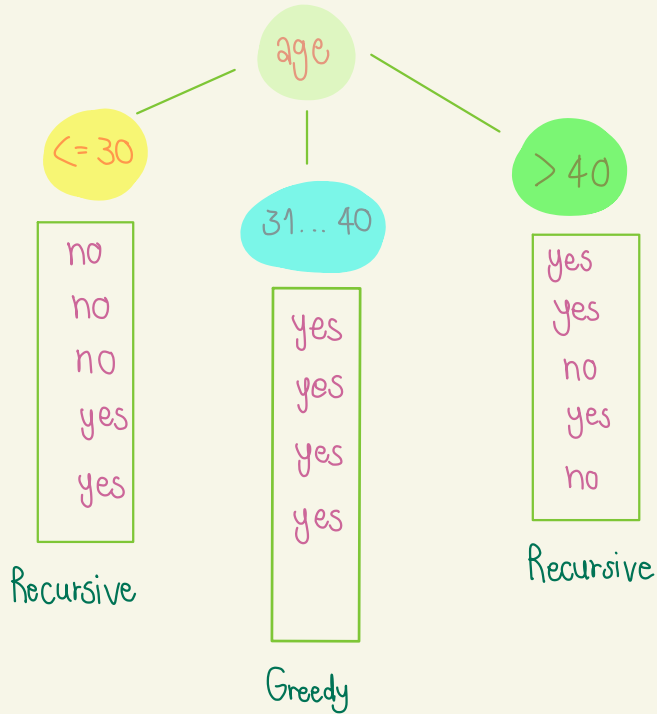 age
<= 30
31... 40
> 40
no
no
no
yes
yes
Recursive
yes
yes
yes
yes
Greedy
yes
yes
no
yes
no
Recursive